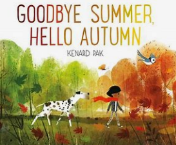 GOODBYE SUMMER,
HELLO AUTUMN
KENARD PAK